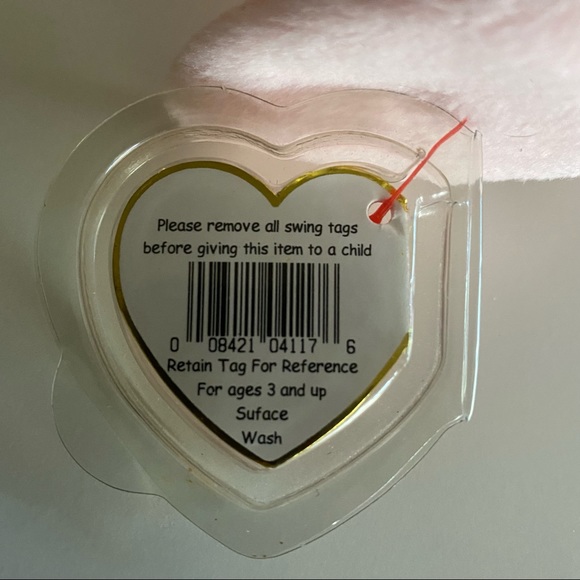 Please remove all swing tags
before giving this item to a child
0 08421 04117 6
Retain Tag For Reference
For ages 3 and up
Suface
Wash